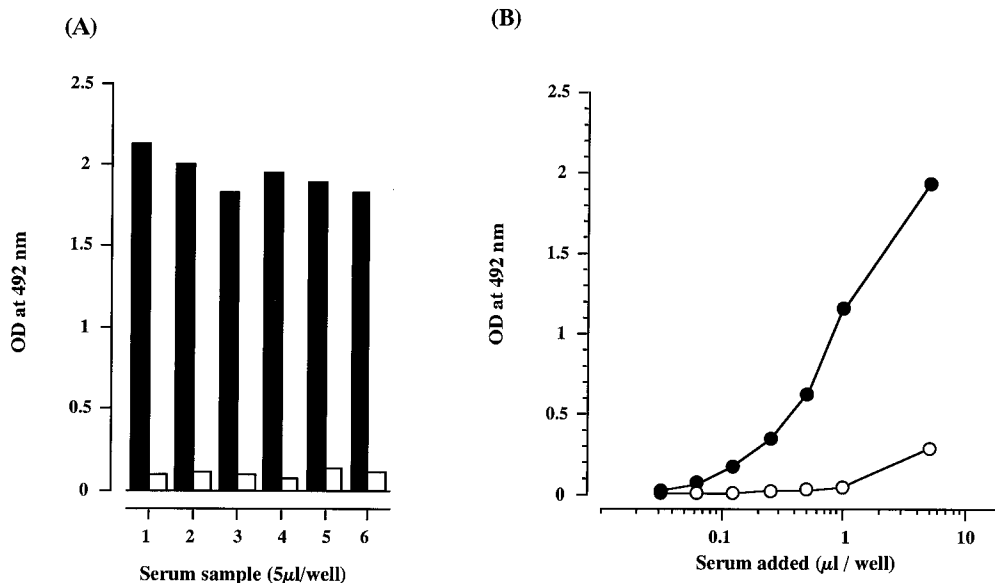 (A)
2.5
2
1.5
1
0.5
0
OD at 492 nm
1 2 3 4 5 6
Serum sample (5µl/well)
(B)
2.5
2
1.5
1
0.5
0
OD at 492 nm
0.1 1 10
Serum added (µl / well)